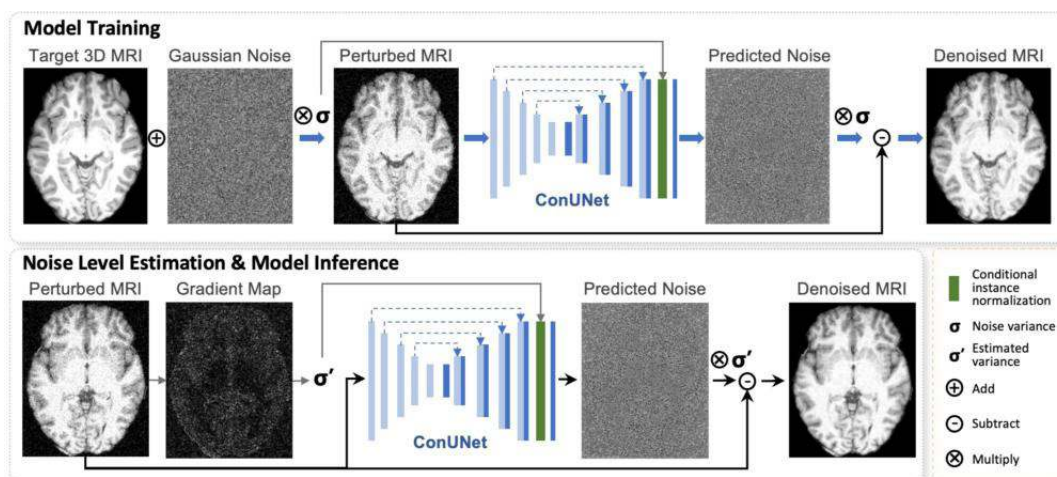 Model Training
Target 3D MRI Gaussian Noise Perturbed MRI Predicted Noise Denoised MRI
σ σ
ConUNet
Noise Level Estimation & Model Inference
Perturbed MRI Gradient Map Predicted Noise Denoised MRI
σ′ σ′
ConUNet
Conditional
instance
normalization
σ Noise variance
σ′ Estimated
variance
Add
Subtract
Multiply